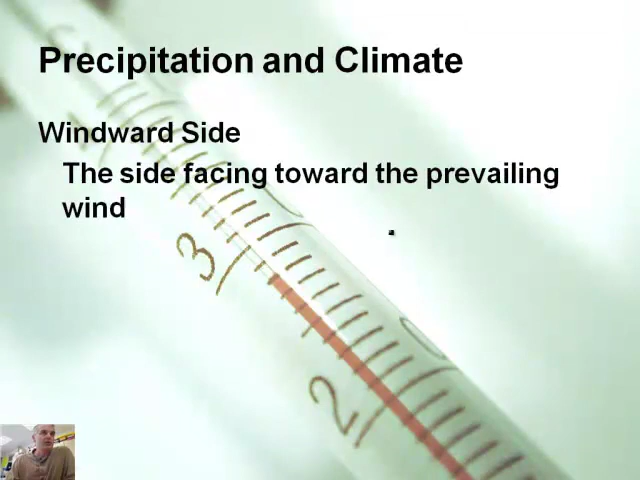 Precipitation and Climate
Windward Side
The side facing toward the prevailing
wind
3
2